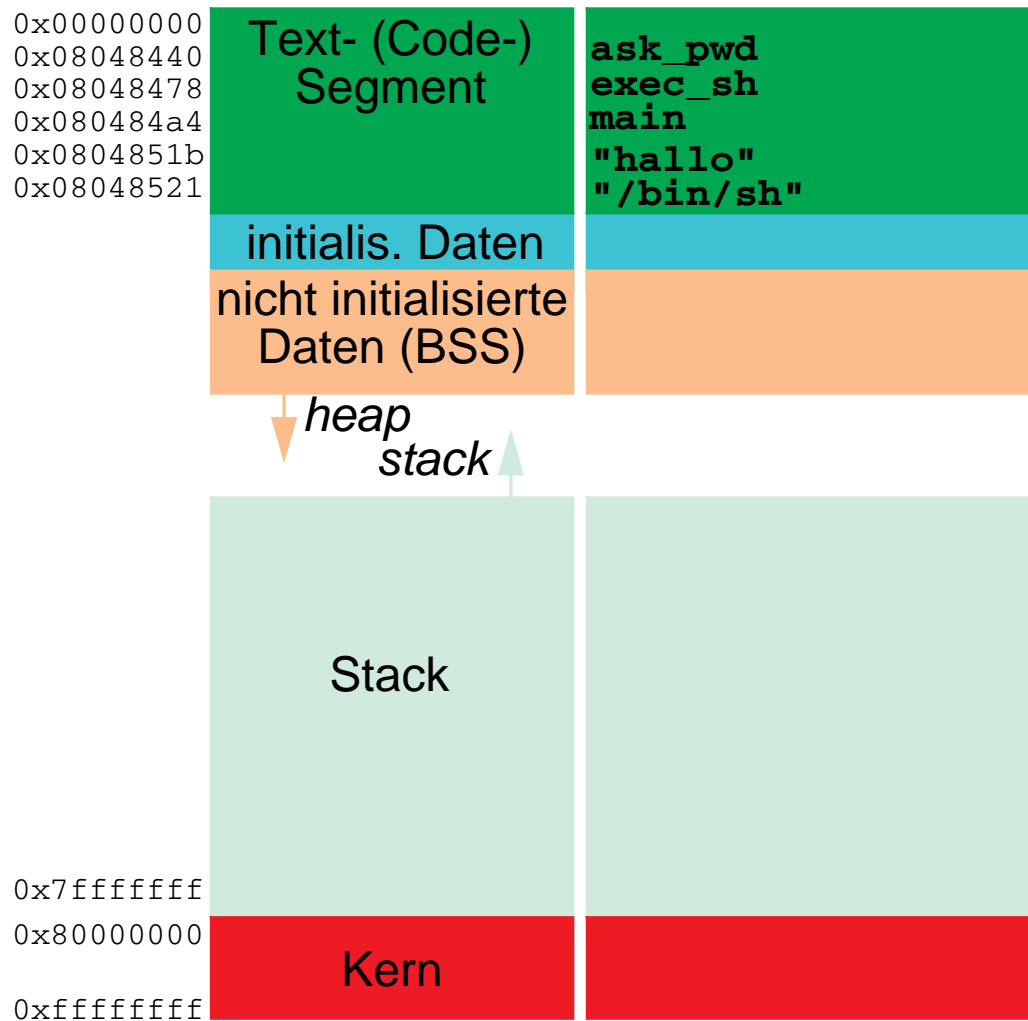 0x00000000
Text- (Code-)
0x08048440
ask_pwd
0x08048478
Segment
exec_sh
0x080484a4
main
0x0804851b
"hallo"
0x08048521
"/bin/sh"
initialis. Daten
nicht initialisierte
Daten (BSS)
heap
stack
Stack
0x7fffffff
0x80000000
Kern
0xffffffff